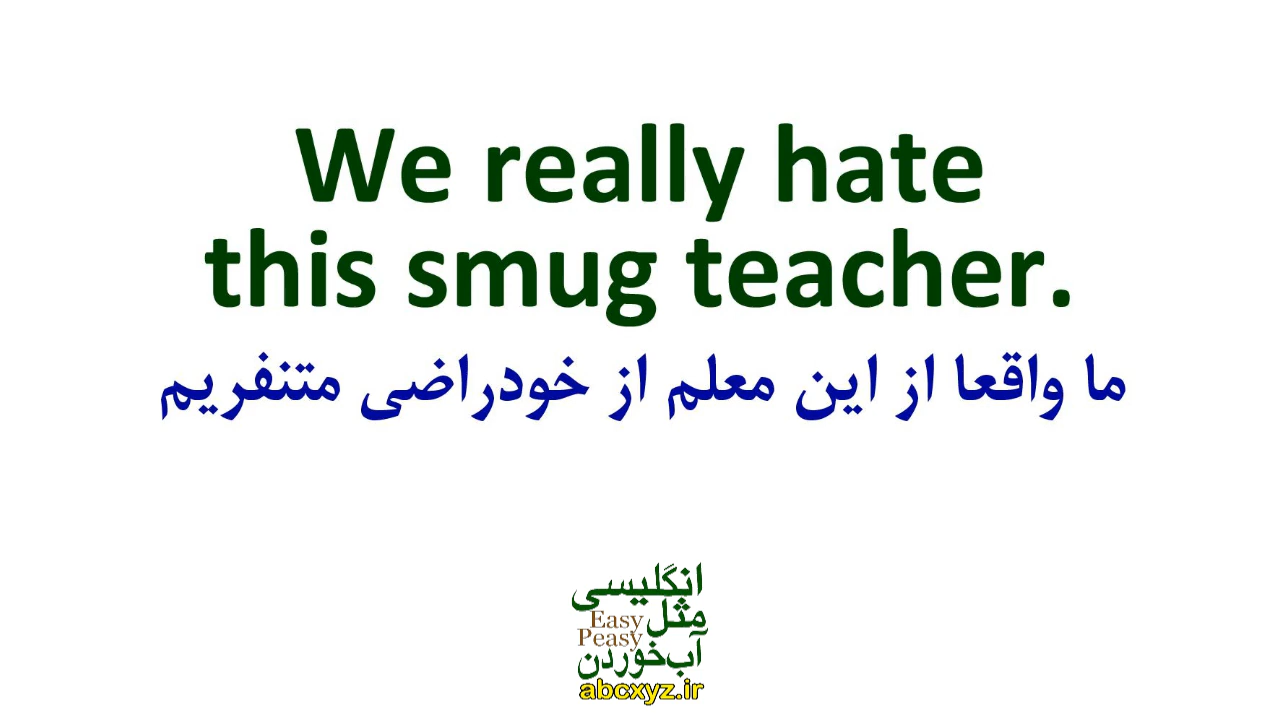 We really hate
this smug teacher.
ما واقعا از این معلم از خودراضی متنفریم
انگلیسی
مثل
Easy
Peasy
آب‌خوردن
abcxyz.ir